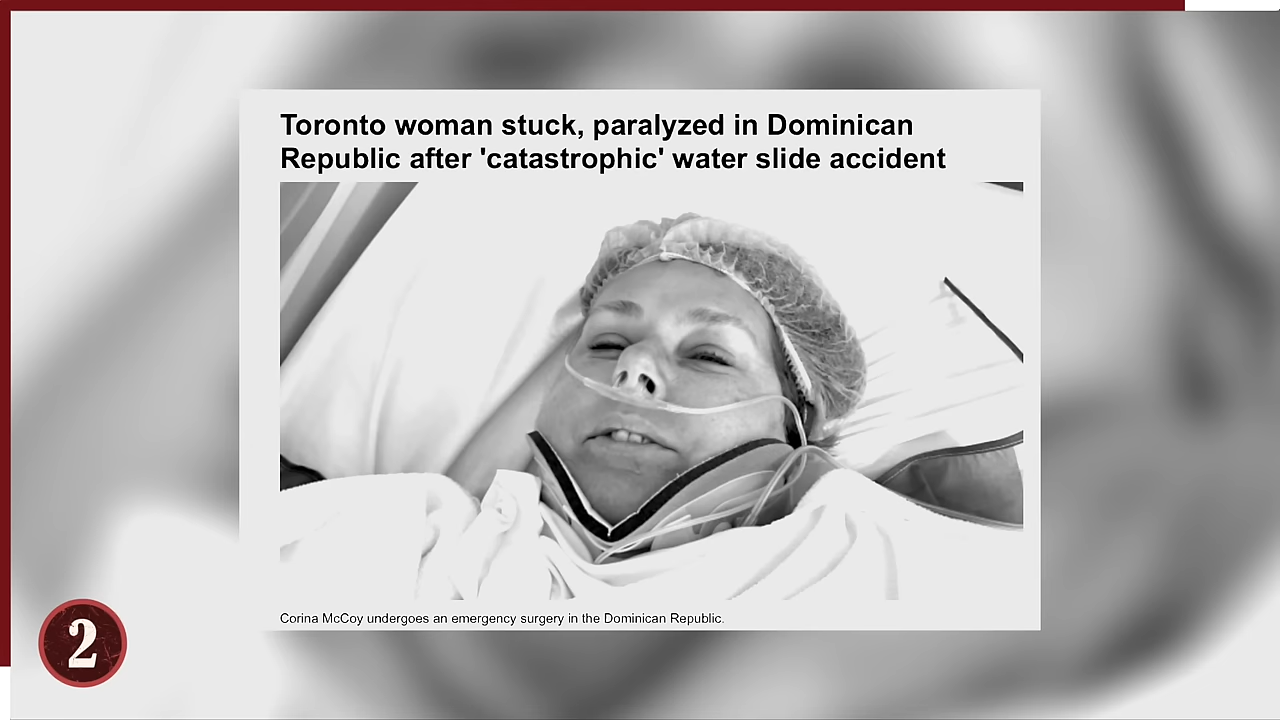 Toronto woman stuck, paralyzed in Dominican
Republic after 'catastrophic' water slide accident
Corina McCoy undergoes an emergency surgery in the Dominican Republic.
2